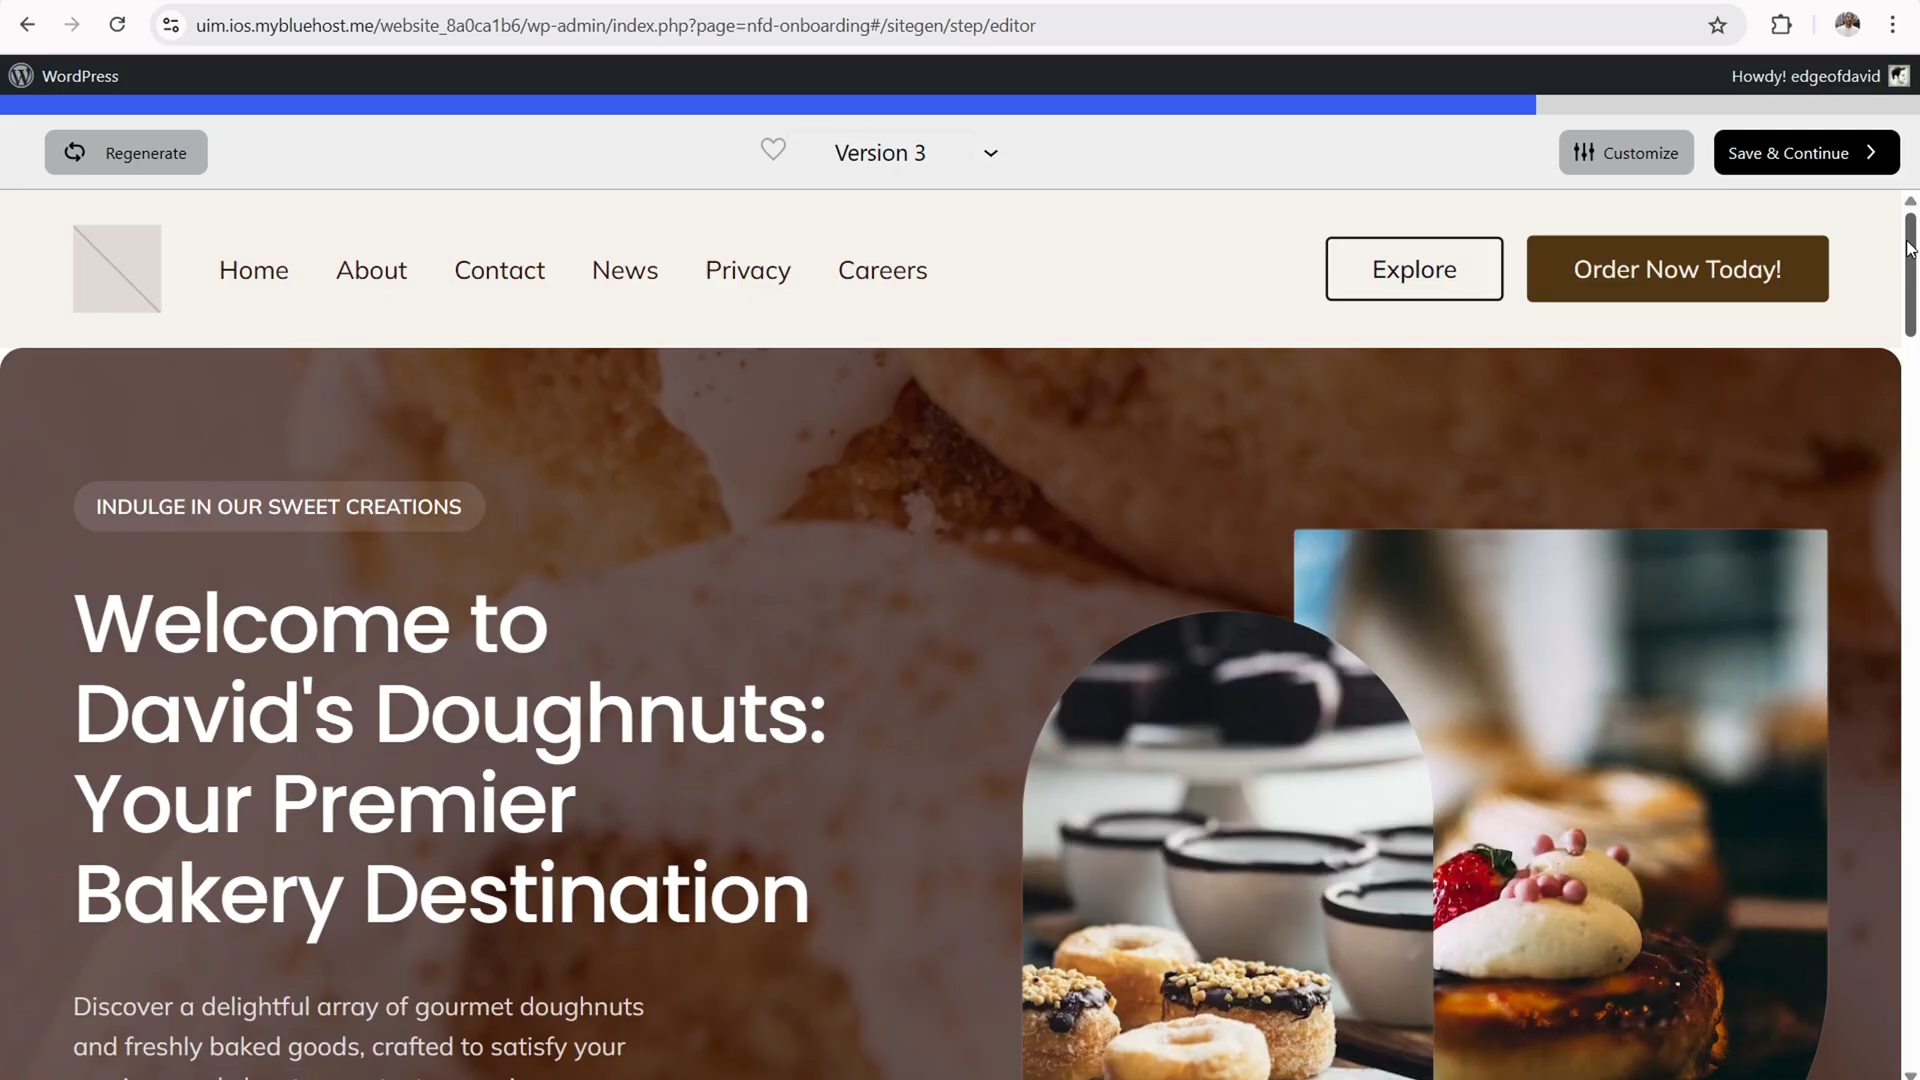 uim.ios.mybluehost.me/website_8a0ca1b6/wp-admin/index.php?page=nfd-onboarding#/sitegen/step/editor
WordPress
Howdy! edgeofdavid
Regenerate
Version 3
Customize
Save & Continue
Home
About
Contact
News
Privacy
Careers
Explore
Order Now Today!
INDULGE IN OUR SWEET CREATIONS
Welcome to
David's Doughnuts:
Your Premier
Bakery Destination
Discover a delightful array of gourmet doughnuts
and freshly baked goods, crafted to satisfy your